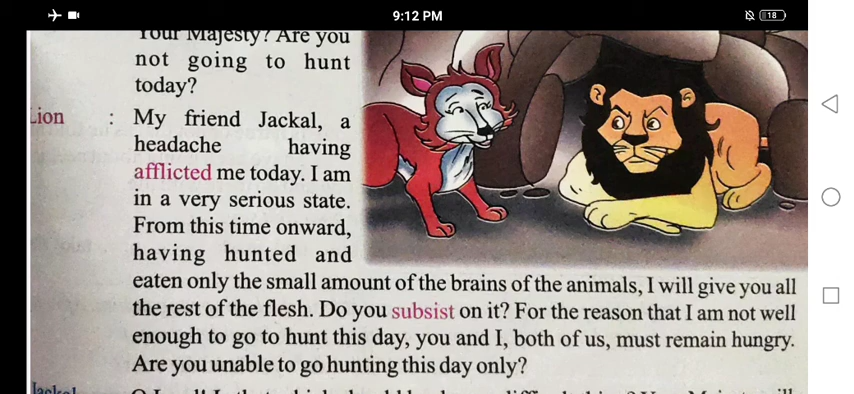 9:12 PM
18
Your Majesty? Are you
not going to hunt
today?
Lion : My friend Jackal, a
headache having
afflicted me today. I am
in a very serious state.
From this time onward,
having hunted and
eaten only the small amount of the brains of the animals, I will give you all
the rest of the flesh. Do you subsist on it? For the reason that I am not well
enough to go to hunt this day, you and I, both of us, must remain hungry.
Are you unable to go hunting this day only?
Jackal